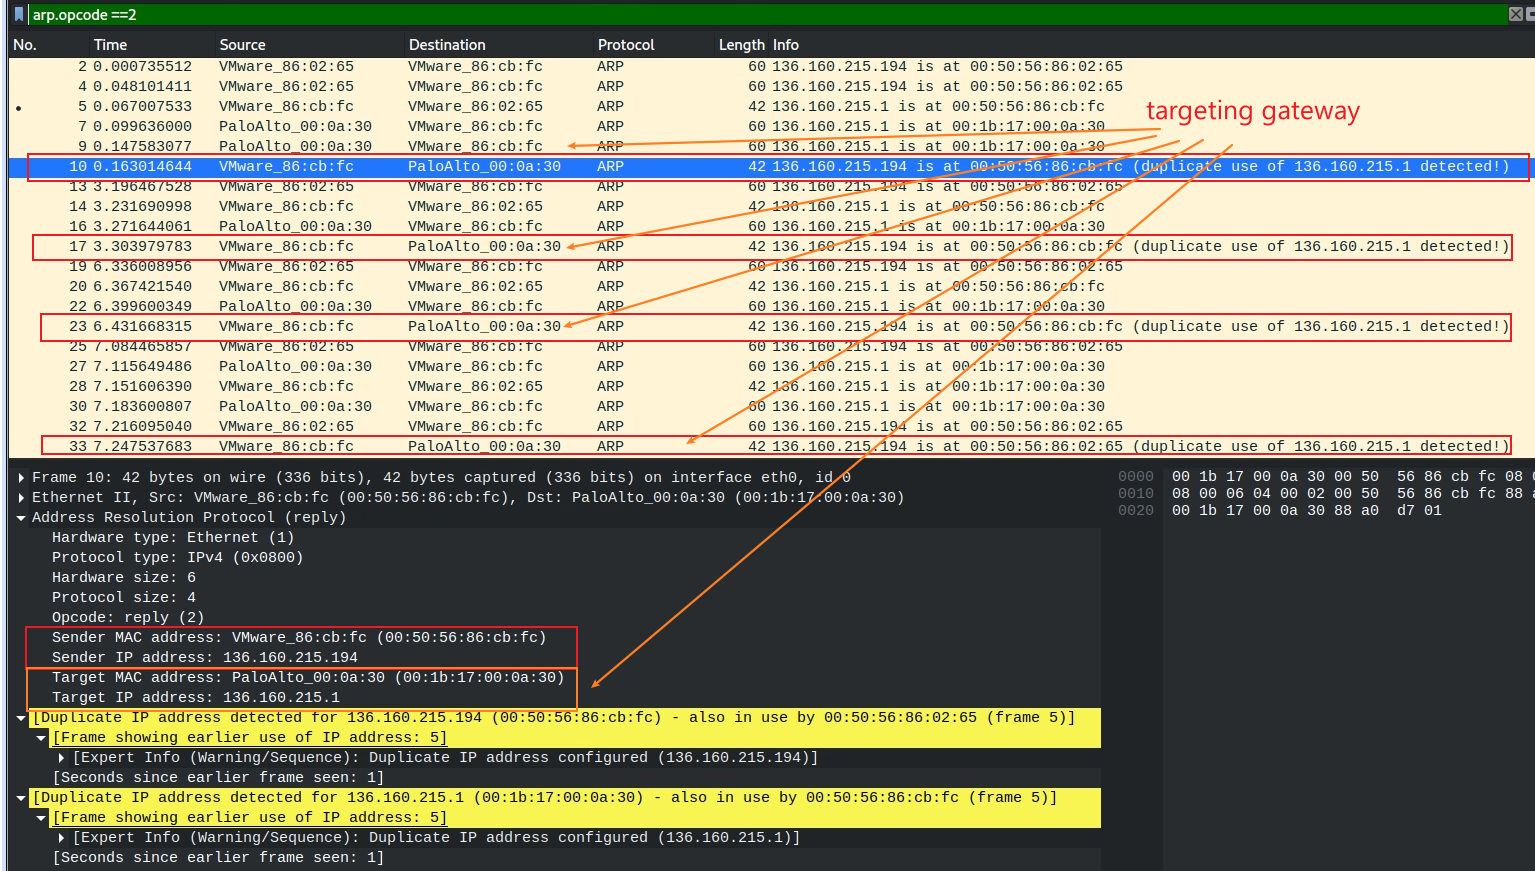 arp.opcode ==2
No. Time Source Destination Protocol Length Info
2 0.000735512 VMware_86:02:65 VMware_86:cb:fc ARP 60 136.160.215.194 is at 00:50:56:86:02:65
4 0.048101411 VMware_86:02:65 VMware_86:cb:fc ARP 60 136.160.215.194 is at 00:50:56:86:02:65
5 0.067007533 VMware_86:cb:fc VMware_86:02:65 ARP 42 136.160.215.1 is at 00:50:56:86:cb:fc
targeting gateway
7 0.099636000 PaloAlto_00:0a:30 VMware_86:cb:fc ARP 60 136.160.215.1 is at 00:1b:17:00:0a:30
9 0.147583077 PaloAlto_00:0a:30 VMware_86:cb:fc ARP 60 136.160.215.1 is at 00:1b:17:00:0a:30
10 0.163014644 VMware_86:cb:fc PaloAlto_00:0a:30 ARP 42 136.160.215.194 is at 00:50:56:86:cb:fc (duplicate use of 136.160.215.1 detected!)
13 3.196467528 VMware_86:02:65 VMware_86:cb:fc ARP 60 136.160.215.194 is at 00:50:56:86:02:65
14 3.231690998 VMware_86:cb:fc VMware_86:02:65 ARP 42 136.160.215.1 is at 00:50:56:86:cb:fc
16 3.271644061 PaloAlto_00:0a:30 VMware_86:cb:fc ARP 60 136.160.215.1 is at 00:1b:17:00:0a:30
17 3.303979783 VMware_86:cb:fc PaloAlto_00:0a:30 ARP 42 136.160.215.194 is at 00:50:56:86:cb:fc (duplicate use of 136.160.215.1 detected!)
19 6.336008956 VMware_86:02:65 VMware_86:cb:fc ARP 60 136.160.215.194 is at 00:50:56:86:02:65
20 6.367421540 VMware_86:cb:fc VMware_86:02:65 ARP 42 136.160.215.1 is at 00:50:56:86:cb:fc
22 6.399600349 PaloAlto_00:0a:30 VMware_86:cb:fc ARP 60 136.160.215.1 is at 00:1b:17:00:0a:30
23 6.431668315 VMware_86:cb:fc PaloAlto_00:0a:30 ARP 42 136.160.215.194 is at 00:50:56:86:cb:fc (duplicate use of 136.160.215.1 detected!)
25 7.084465857 VMware_86:02:65 VMware_86:cb:fc ARP 60 136.160.215.194 is at 00:50:56:86:02:65
27 7.115649486 PaloAlto_00:0a:30 VMware_86:cb:fc ARP 60 136.160.215.1 is at 00:1b:17:00:0a:30
28 7.151606390 VMware_86:cb:fc VMware_86:02:65 ARP 42 136.160.215.1 is at 00:1b:17:00:0a:30
30 7.183600807 PaloAlto_00:0a:30 VMware_86:cb:fc ARP 60 136.160.215.1 is at 00:1b:17:00:0a:30
32 7.216095040 VMware_86:02:65 VMware_86:cb:fc ARP 60 136.160.215.194 is at 00:50:56:86:02:65
33 7.247537683 VMware_86:cb:fc PaloAlto_00:0a:30 ARP 42 136.160.215.194 is at 00:50:56:86:02:65 (duplicate use of 136.160.215.1 detected!)
Frame 10: 42 bytes on wire (336 bits), 42 bytes captured (336 bits) on interface eth0, id 0
Ethernet II, Src: VMware_86:cb:fc (00:50:56:86:cb:fc), Dst: PaloAlto_00:0a:30 (00:1b:17:00:0a:30)
Address Resolution Protocol (reply)
Hardware type: Ethernet (1)
Protocol type: IPv4 (0x0800)
Hardware size: 6
Protocol size: 4
Opcode: reply (2)
Sender MAC address: VMware_86:cb:fc (00:50:56:86:cb:fc)
Sender IP address: 136.160.215.194
Target MAC address: PaloAlto_00:0a:30 (00:1b:17:00:0a:30)
Target IP address: 136.160.215.1
[Duplicate IP address detected for 136.160.215.194 (00:50:56:86:cb:fc) - also in use by 00:50:56:86:02:65 (frame 5)]
[Frame showing earlier use of IP address: 5]
[Expert Info (Warning/Sequence): Duplicate IP address configured (136.160.215.194)]
[Seconds since earlier frame seen: 1]
[Duplicate IP address detected for 136.160.215.1 (00:1b:17:00:0a:30) - also in use by 00:50:56:86:cb:fc (frame 5)]
[Frame showing earlier use of IP address: 5]
[Expert Info (Warning/Sequence): Duplicate IP address configured (136.160.215.1)]
[Seconds since earlier frame seen: 1]
0000 00 1b 17 00 0a 30 00 50 56 86 cb fc 08
0010 08 00 06 04 00 02 00 50 56 86 cb fc 88
0020 00 1b 17 00 0a 30 88 a0 d7 01